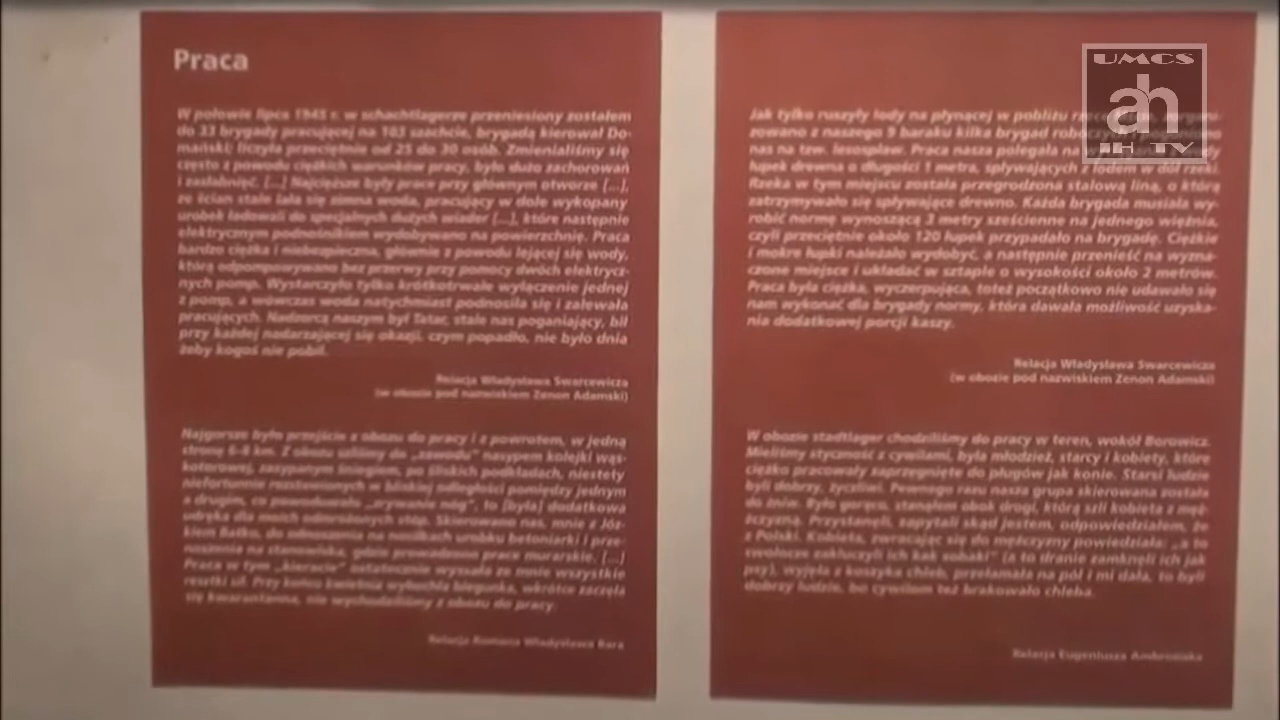 Praca
W połowie lipca 1945 r. w schachtlagerze przeniesiony zostałem
do 33 brygady pracującej na 103 szachcie, brygadą kierował Do-
mański; liczyła przeciętnie od 25 do 30 osób. Zmienialiśmy się
często z powodu ciężkich warunków pracy, było dużo zachorowań
i zasłabnięć. [...] Najcięższe były prace przy głównym otworze [...],
ze ścian stale lała się zimna woda, pracujący w dole wykopany
urobek ładowali do specjalnych dużych wiader [...], które następnie
elektrycznym podnośnikiem wydobywano na powierzchnię. Praca
bardzo ciężka i niebezpieczna, głównie z powodu lejącej się wody,
którą odpompowywano bez przerwy przy pomocy dwóch elektrycz-
nych pomp. Wystarczyło tylko krótkotrwałe wyłączenie jednej
z pomp, a wówczas woda natychmiast podnosiła się i zalewała
pracujących. Nadzorcą naszym był Tatar, stale nas poganiający, bił
przy każdej nadarzającej się okazji, czym popadło, nie było dnia
żeby kogoś nie pobił.
Relacja Władysława Swarcewicza
(w obozie pod nazwiskiem Zenon Adamski)
Najgorsze było przejście z obozu do pracy i z powrotem, w jedną
stronę 6-8 km. Z obozu szliśmy do „zawodu” nasypem kolejki wąs-
kotorowej, zasypanym śniegiem, po śliskich podkładach, niestety
niefortunnie rozstawionych w bliskiej odległości pomiędzy jednym
a drugim, co powodowało „zrywanie nóg”, to [była] dodatkowa
udręka dla moich odmrożonych stóp. Skierowano nas, mnie z Józ-
kiem Baśko, do odnoszenia na nosiłkach urobku betoniarki i prze-
noszenia na stanowiska, gdzie prowadzono prace murarskie. [...]
Praca w tym „kieracie” ostatecznie wyssała ze mnie wszystkie
resztki sił. Przy końcu kwietnia wybuchła biegunka, wkrótce zaczęła
się kwarantanna, nie wychodziliśmy z obozu do pracy.
Relacja Romana Władysława Bara
Jak tylko ruszyły lody na płynącej w pobliżu
zowano z naszego 9 baraku kilka brygad
nas na tzw. lesosplaw. Praca nasza polegała na
łupek drewna o długości 1 metra, spływających z lodem w dół rzeki.
Rzeka w tym miejscu została przegrodzona stalową liną, o którą
zatrzymywało się spływające drewno. Każda brygada musiała wy-
robić normę wynoszącą 3 metry sześcienne na jednego więźnia,
czyli przeciętnie około 120 łupek przypadało na brygadę. Ciężkie
i mokre łupki należało wydobyć, a następnie przenieść na wyzna-
czone miejsce i układać w sztaple o wysokości około 2 metrów.
Praca była ciężka, wyczerpująca, toteż początkowo nie udawało się
nam wykonać dla brygady normy, która dawała możliwość uzyska-
nia dodatkowej porcji kaszy.
Relacja Władysława Swarcewicza
(w obozie pod nazwiskiem Zenon Adamski)
W obozie stadtlager chodziliśmy do pracy w teren, wokół Borowicz.
Mieliśmy styczność z cywilami, była młodzież, starcy i kobiety, które
ciężko pracowały zaprzęgnięte do pługów jak konie. Starsi ludzie
byli dobrzy, życzliwi. Pewnego razu nasza grupa skierowana została
do żniw. Było gorąco, stanąłem obok drogi, którą szli kobieta z męż-
czyzną. Przystanęli, zapytali skąd jestem, odpowiedziałem, że
z Polski. Kobieta, zwracając się do mężczyzny powiedziała: „a to
swołocze zakluczyli ich kak sobaki” (a to dranie zamknęli ich jak
psy), wyjęła z koszyka chleb, przełamała na pół i mi dała, to byli
dobrzy ludzie, bo cywilom też brakowało chleba.
Relacja Eugeniusza Ambroziaka
UMCS
ah
IH TV